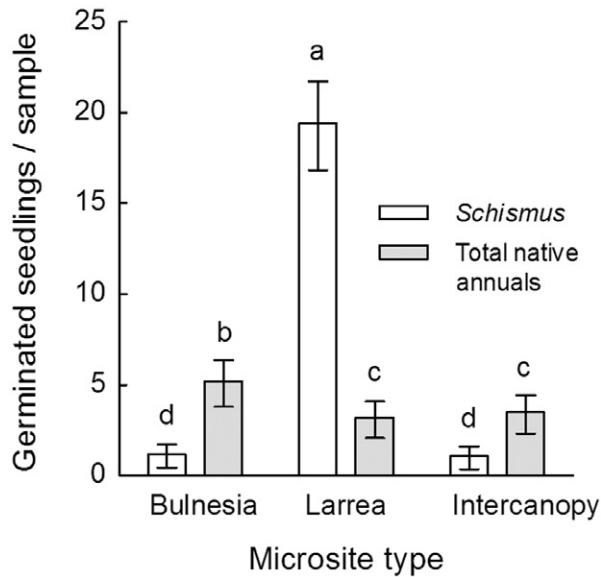 Germinated seedlings / sample
25
20
15
10
5
0
a
b
c
c
d
d
Schismus
Total native
annuals
Bulnesia
Larrea
Intercanopy
Microsite type